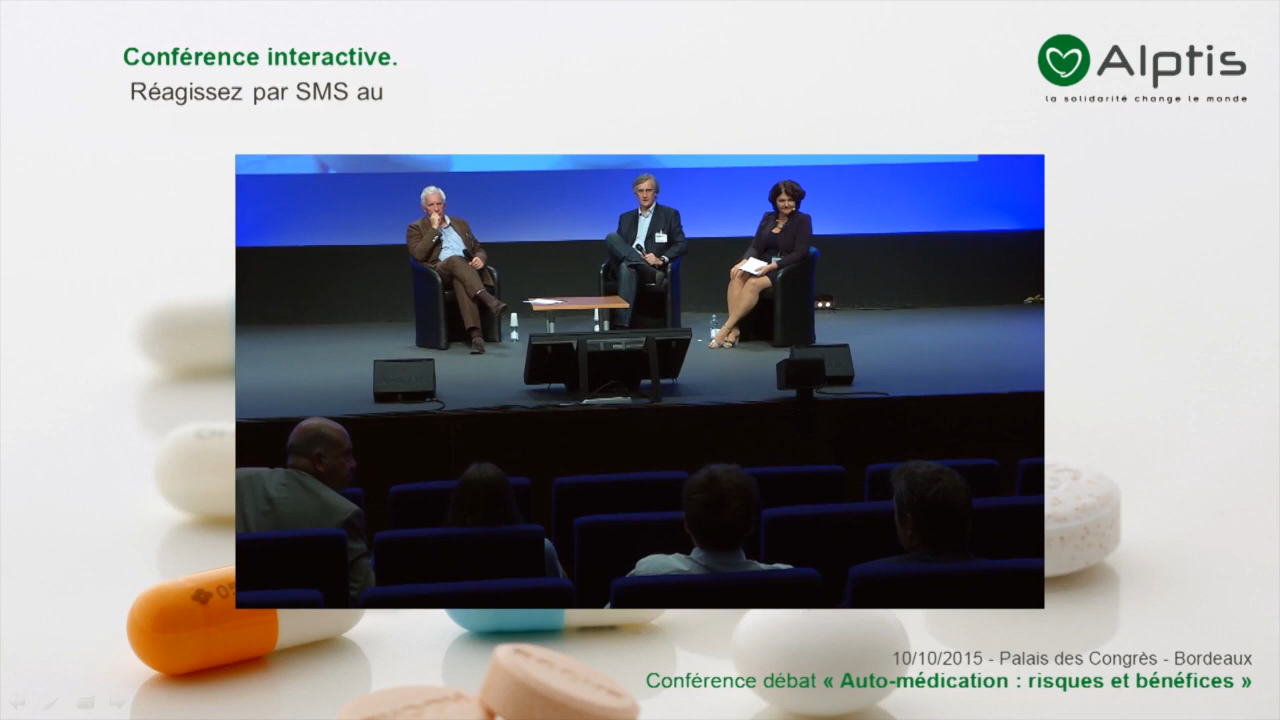 Conférence interactive.
Réagissez par SMS au
Alptis
la solidarité change le monde
10/10/2015 - Palais des Congrès - Bordeaux
Conférence débat « Auto-médication : risques et bénéfices »